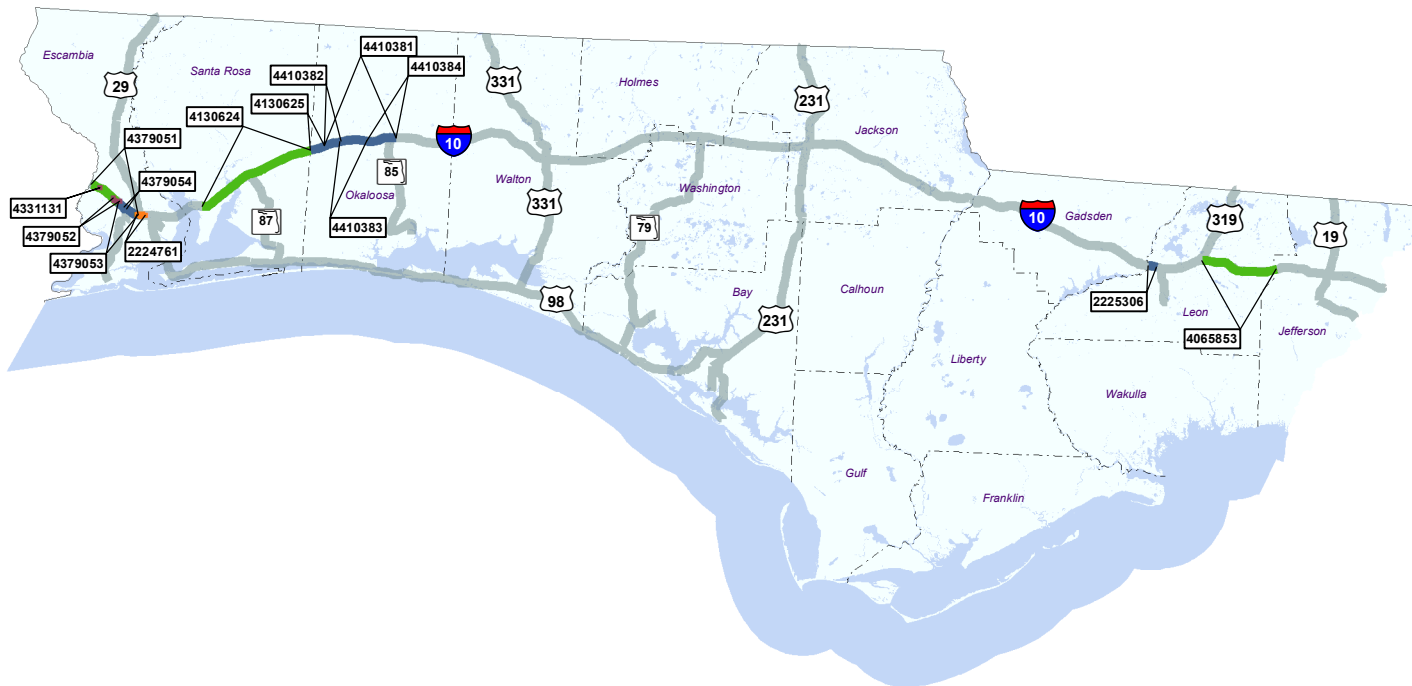 4410381
Escambia
4410384
Santa Rosa
4410382
331
Holmes
29
231
4130625
4130624
Jackson
4379051
10
85
4379054
Walton
Washington
Okaloosa
331
4331131
87
79
10
Gadsden
319
4379052
4410383
19
4379053
2224761
Calhoun
Bay
98
2225306
Leon
231
Jefferson
4065853
Liberty
Wakulla
Gulf
Franklin